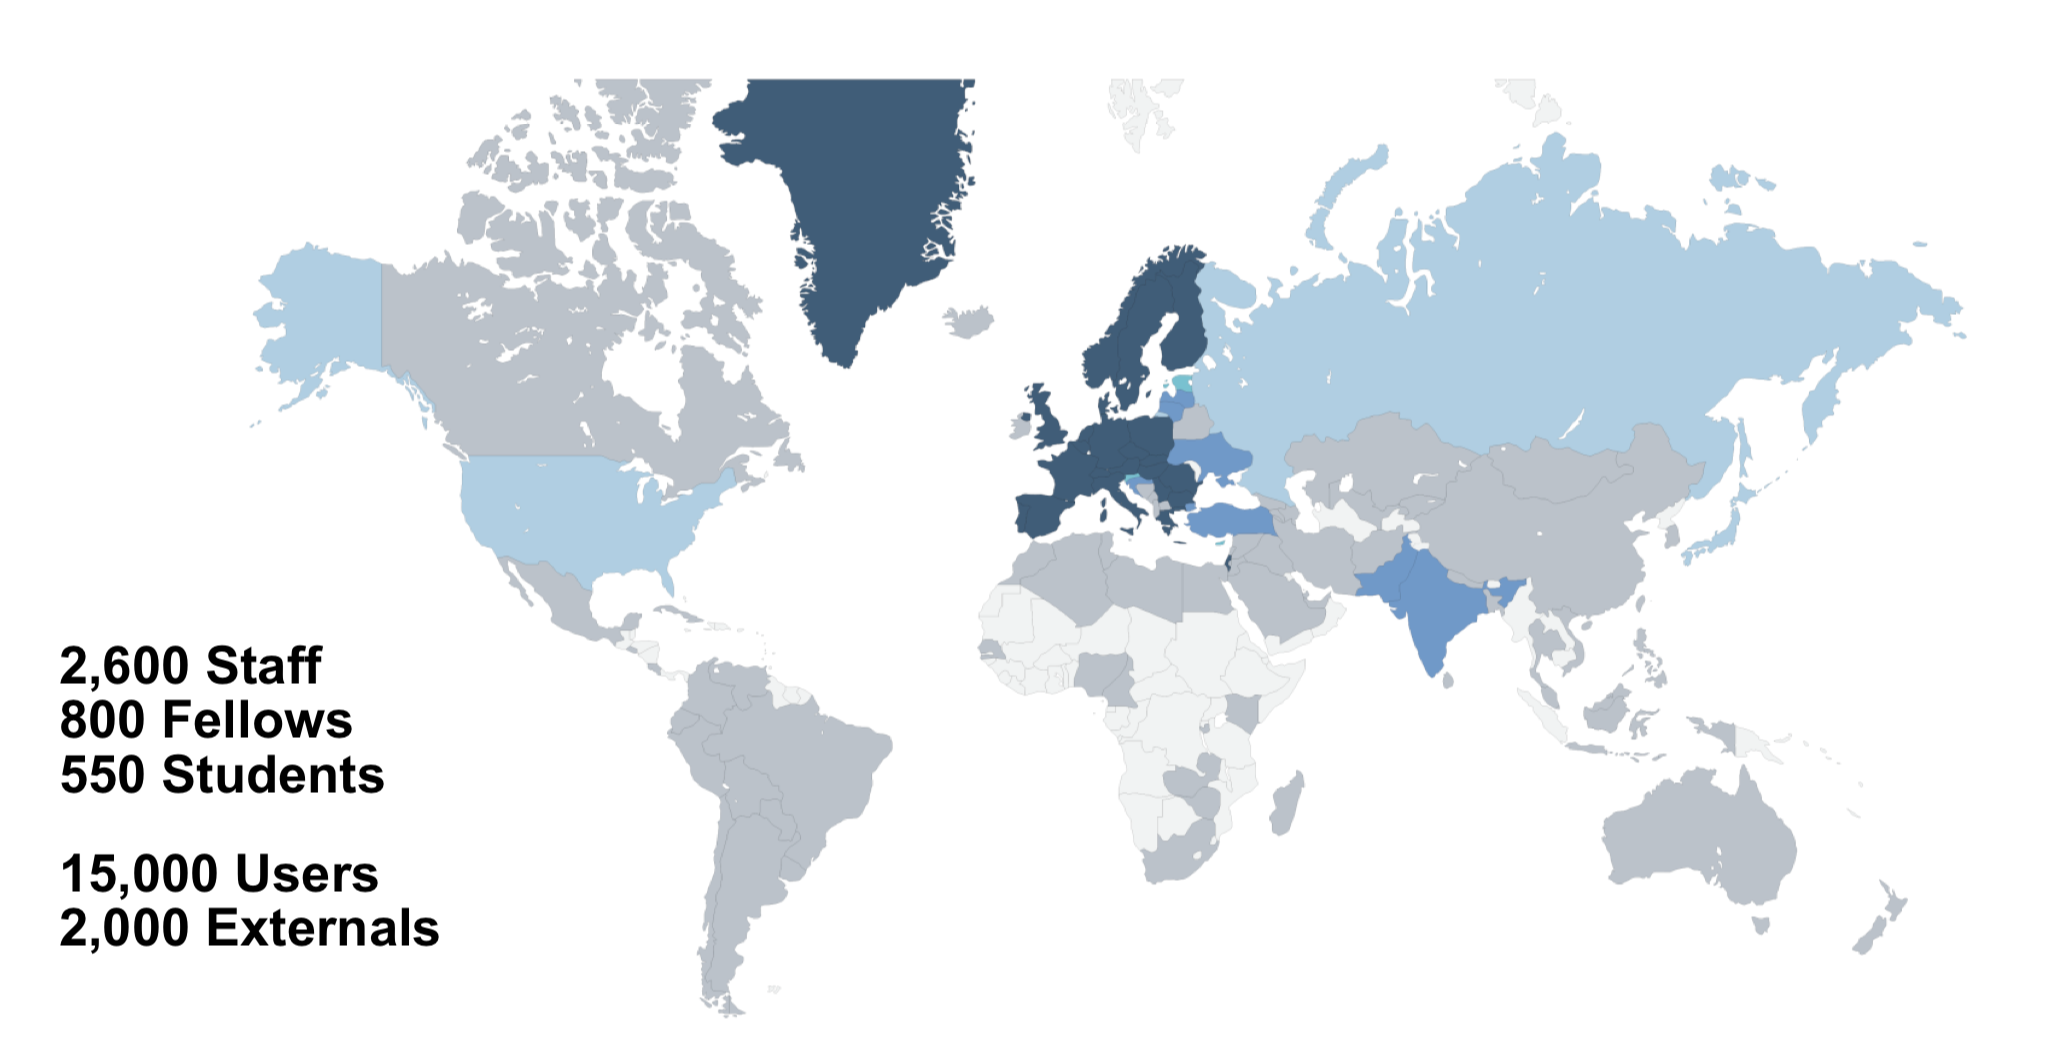 2,600 Staff
800 Fellows
550 Students
15,000 Users
2,000 Externals